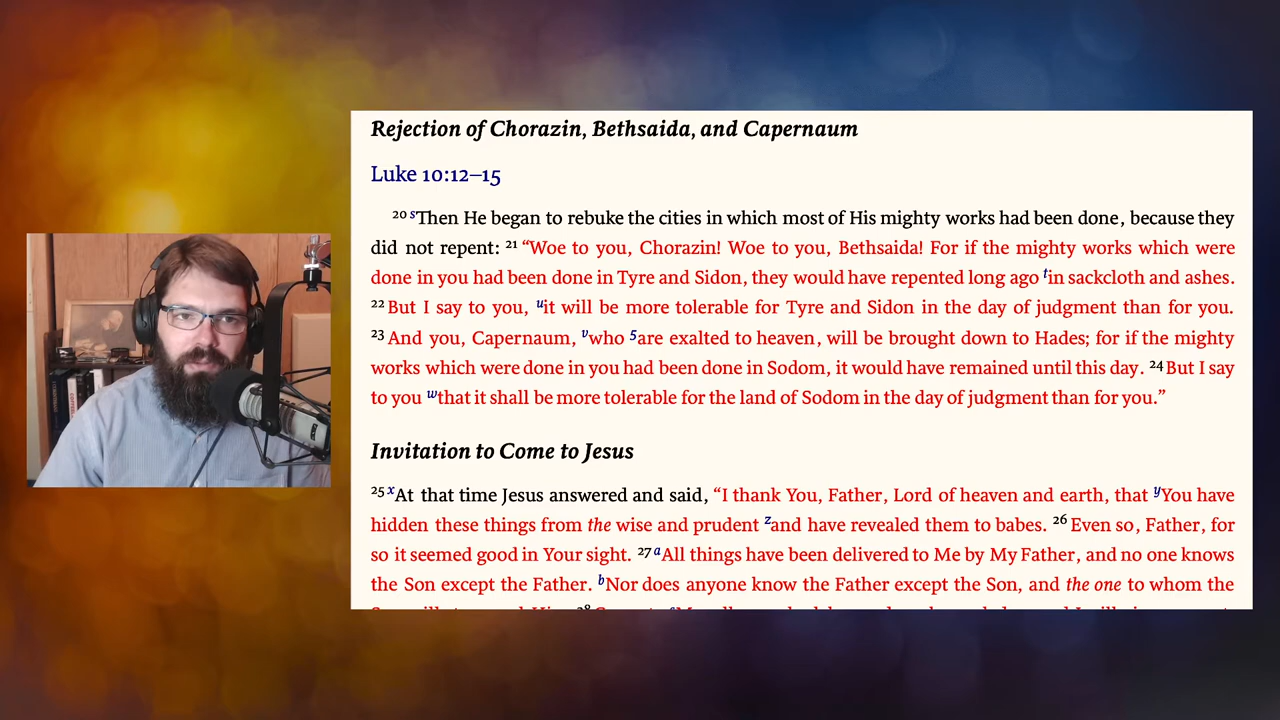 Rejection of Chorazin, Bethsaida, and Capernaum
Luke 10:12–15
20 sThen He began to rebuke the cities in which most of His mighty works had been done, because they
did not repent: 21 “Woe to you, Chorazin! Woe to you, Bethsaida! For if the mighty works which were
done in you had been done in Tyre and Sidon, they would have repented long ago tin sackcloth and ashes.
22 But I say to you, uit will be more tolerable for Tyre and Sidon in the day of judgment than for you.
23 And you, Capernaum, vwho 5are exalted to heaven, will be brought down to Hades; for if the mighty
works which were done in you had been done in Sodom, it would have remained until this day. 24 But I say
to you wthat it shall be more tolerable for the land of Sodom in the day of judgment than for you.”
Invitation to Come to Jesus
25 xAt that time Jesus answered and said, “I thank You, Father, Lord of heaven and earth, that yYou have
hidden these things from the wise and prudent zand have revealed them to babes. 26 Even so, Father, for
so it seemed good in Your sight. 27 aAll things have been delivered to Me by My Father, and no one knows
the Son except the Father. bNor does anyone know the Father except the Son, and the one to whom the